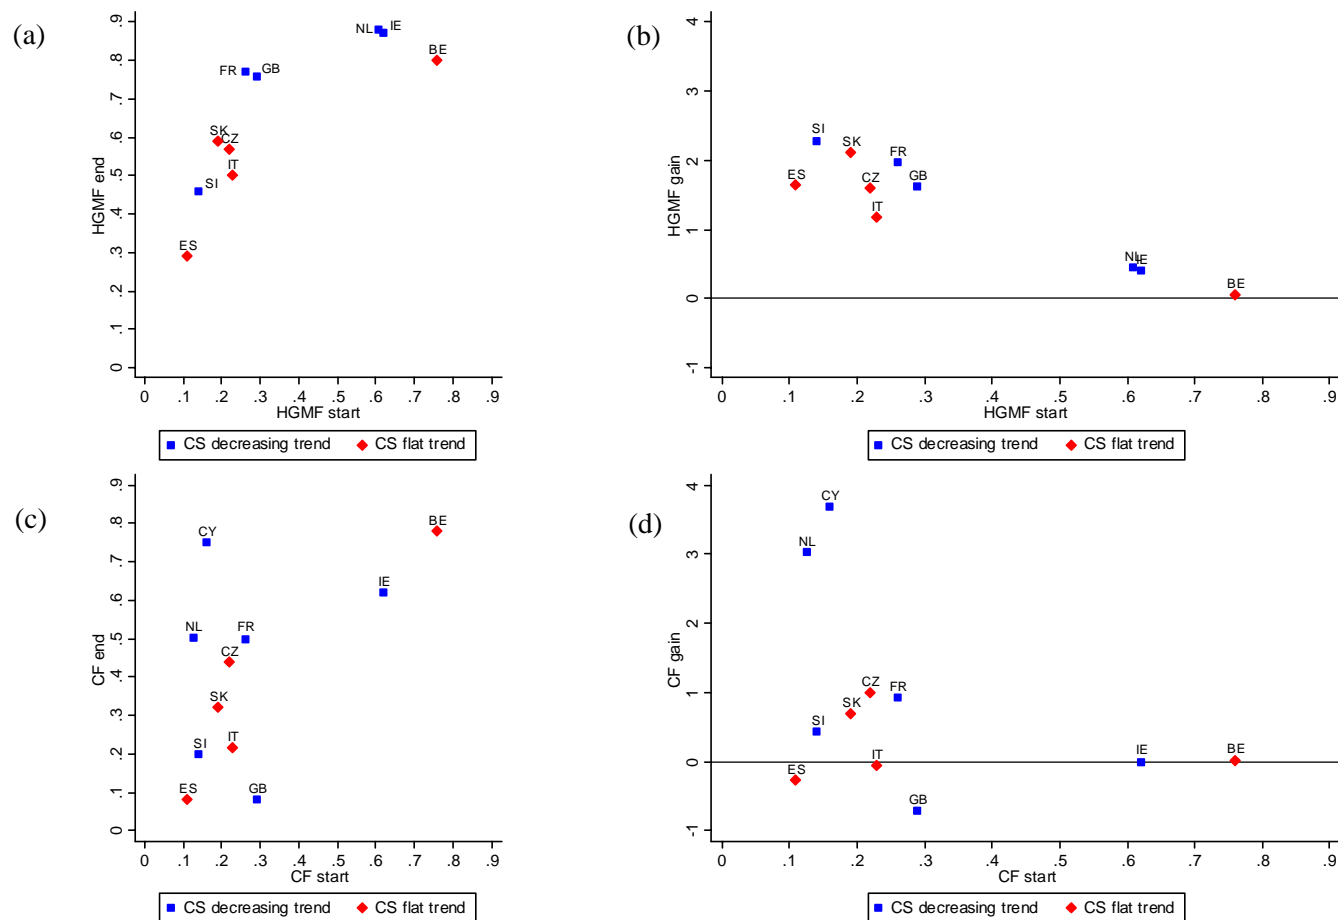 (a)
HGMF end
.9
.8
.7
.6
.5
.4
.3
.2
.1
0
NL
IE
BE
FR
GB
SK
CZ
IT
SI
ES
0 .1 .2 .3 .4 .5 .6 .7 .8 .9
HGMF start
CS decreasing trend CS flat trend
(b)
HGMF gain
4
3
2
1
0
-1
SI
SK
FR
ES
CZ
GB
IT
NL
IE
BE
0 .1 .2 .3 .4 .5 .6 .7 .8 .9
HGMF start
CS decreasing trend CS flat trend
(c)
CF end
.9
.8
.7
.6
.5
.4
.3
.2
.1
0
BE
CY
IE
NL
FR
CZ
SK
SI
IT
ES
GB
0 .1 .2 .3 .4 .5 .6 .7 .8 .9
CF start
CS decreasing trend CS flat trend
(d)
CF gain
4
3
2
1
0
-1
CY
NL
CZ
FR
SK
SI
IT
ES
GB
IE
BE
0 .1 .2 .3 .4 .5 .6 .7 .8 .9
CF start
CS decreasing trend CS flat trend